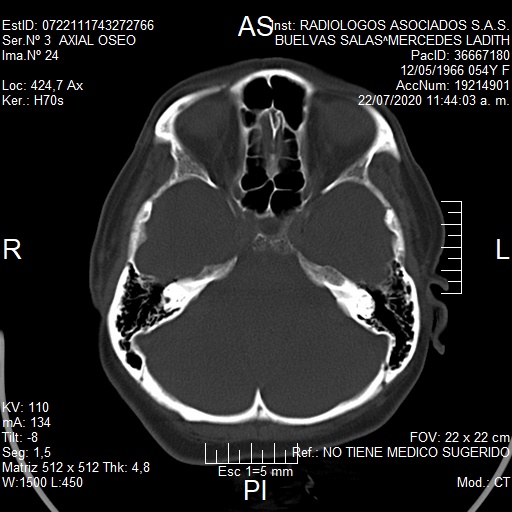 EstID: 0722111743272766
Ser.Nº 3 AXIAL OSEO
Ima.Nº 24
Loc: 424,7 Ax
Ker.: H70s
AS
Inst: RADIOLOGOS ASOCIADOS S.A.S.
BUELVAS SALAS^MERCEDES LADITH
PacID: 36667180
12/05/1966 054Y F
AccNum: 19214901
22/07/2020 11:44:03 a. m.
R
L
KV: 110
mA: 134
Tilt: -8
Seg: 1,5
Matriz 512 x 512 Thk: 4,8
W:1500 L:450
Esc 1=5 mm
PI
FOV: 22 x 22 cm
Ref.: NO TIENE MEDICO SUGERIDO
Mod.: CT